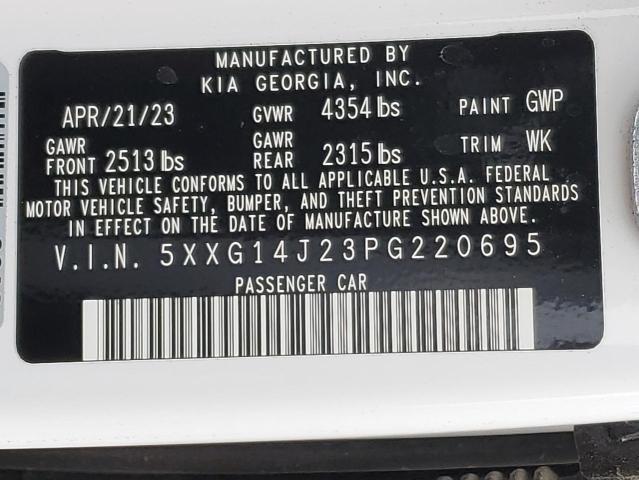 MANUFACTURED BY
KIA GEORGIA, INC.
APR/21/23 GVWR 4354 lbs PAINT GWP
GAWR FRONT 2513 lbs GAWR REAR 2315 lbs TRIM WK
THIS VEHICLE CONFORMS TO ALL APPLICABLE U.S.A. FEDERAL
MOTOR VEHICLE SAFETY, BUMPER, AND THEFT PREVENTION STANDARDS
IN EFFECT ON THE DATE OF MANUFACTURE SHOWN ABOVE.
V.I.N. 5XXG14J23PG220695
PASSENGER CAR